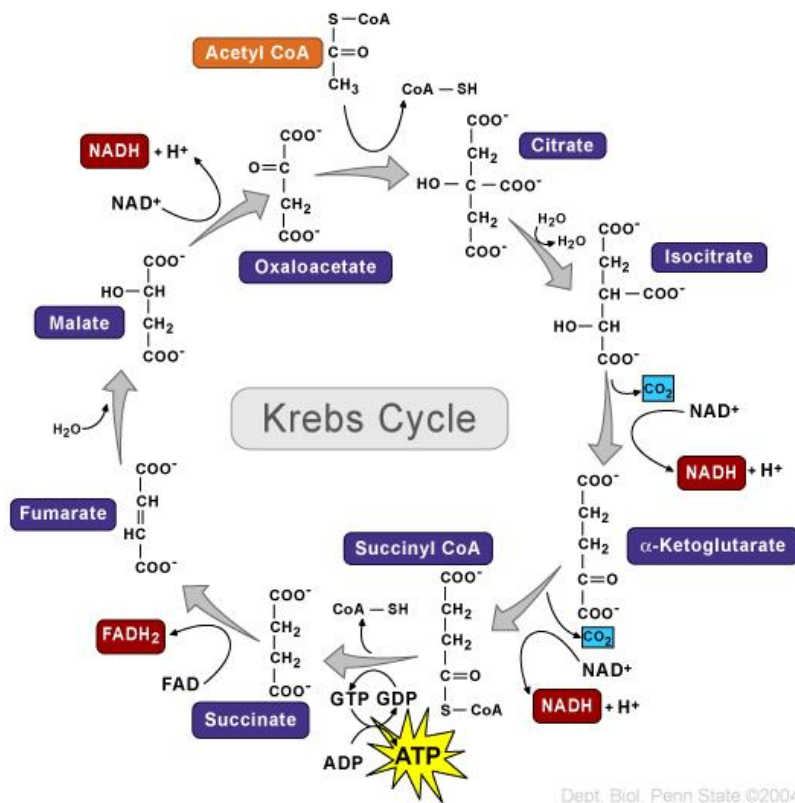 S — CoA
Acetyl CoA
C = O
CH₃
CoA — SH
NADH + H⁺
NAD⁺
COO⁻
O = C
CH₂
COO⁻
Oxaloacetate
COO⁻
CH₂
HO — C — COO⁻
CH₂
COO⁻
Citrate
H₂O
H₂O
COO⁻
CH₂
CH — COO⁻
HO — CH
COO⁻
Isocitrate
CO₂
NAD+
NADH + H⁺
COO⁻
CH₂
CH₂
C = O
COO⁻
α-Ketoglutarate
CO₂
NAD+
NADH + H⁺
Succinyl CoA
COO⁻
CH₂
CH₂
C = O
S — CoA
CoA — SH
GTP GDP
ADP
ATP
COO⁻
CH₂
CH₂
COO⁻
Succinate
FADH₂
FAD
COO⁻
CH
HC
COO⁻
Fumarate
H₂O
COO⁻
HO — CH
CH₂
COO⁻
Malate
Krebs Cycle
Dept. Biol. Penn State ©2004